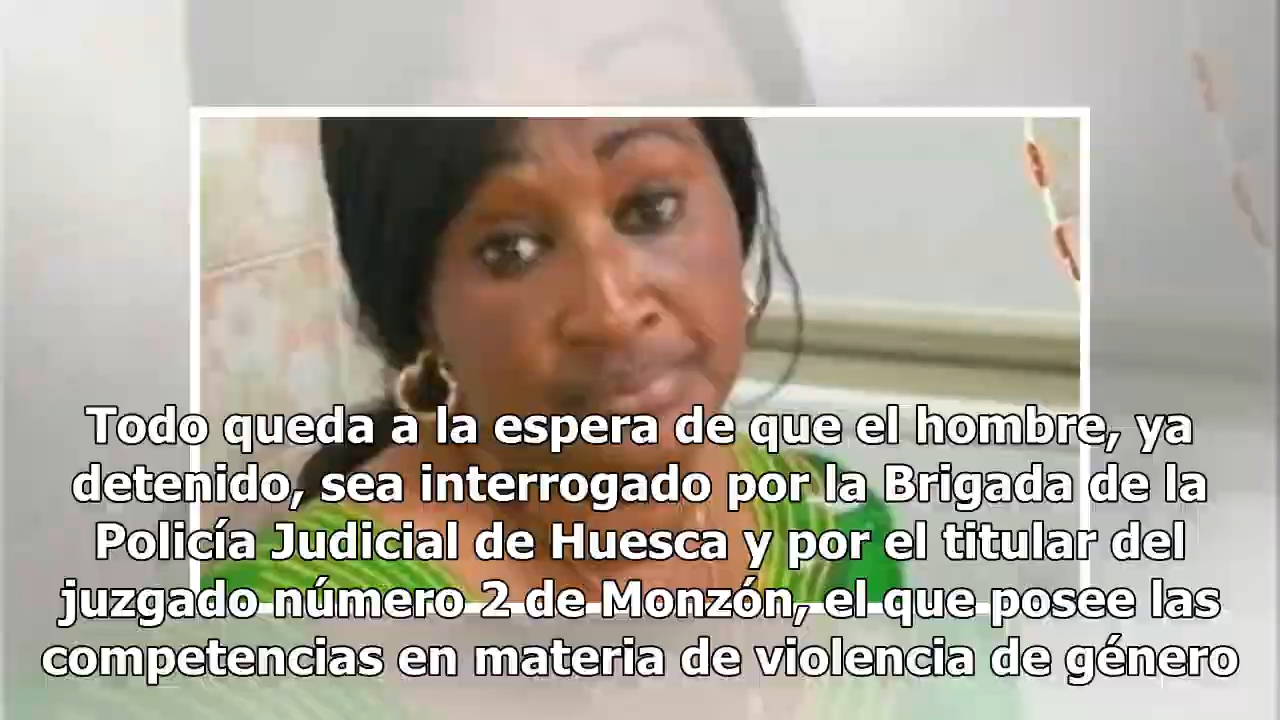 Todo queda a la espera de que el hombre, ya
detenido, sea interrogado por la Brigada de la
Policía Judicial de Huesca y por el titular del
juzgado número 2 de Monzón, el que posee las
competencias en materia de violencia de género